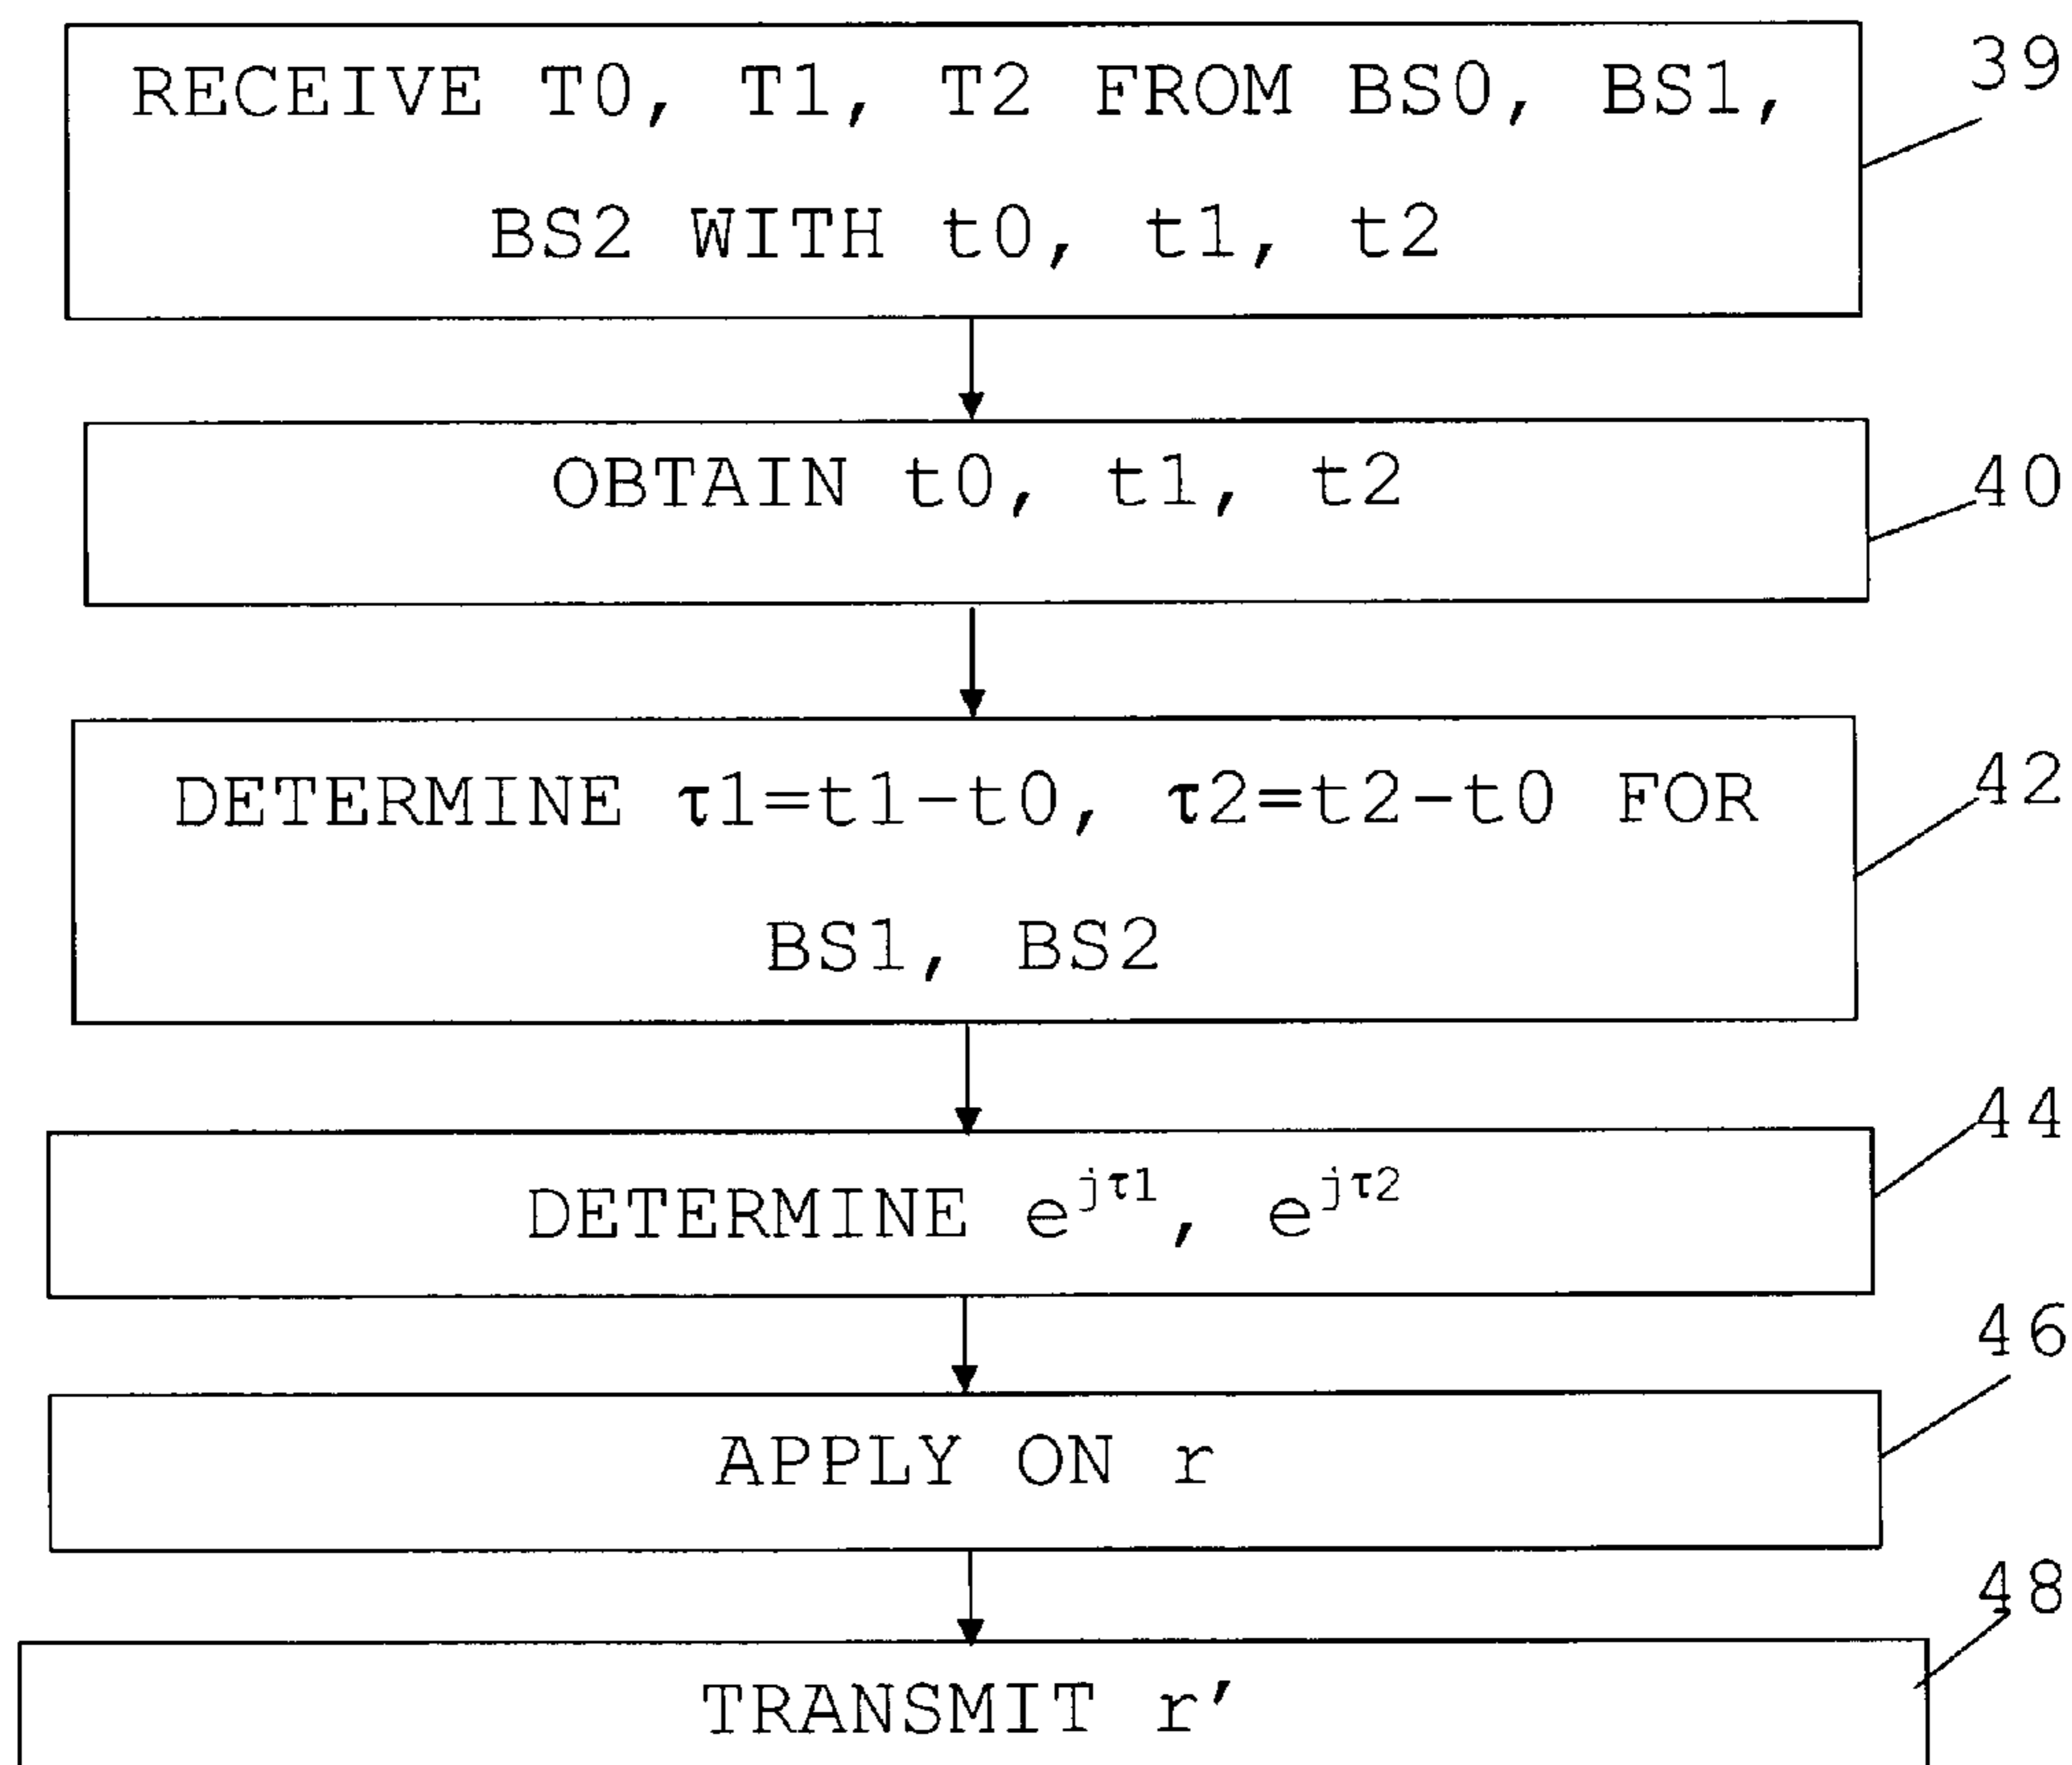 RECEIVE T0, T1, T2 FROM BS0, BS1,
39
BS2 WITH t0, t1, t2
OBTAIN t0, t1, t2
40
DETERMINE τ1=t1-t0, τ2=t2-t0 FOR
42
BS1, BS2
DETERMINE e^jτ1, e^jτ2
44
APPLY ON r
46
TRANSMIT r'
48